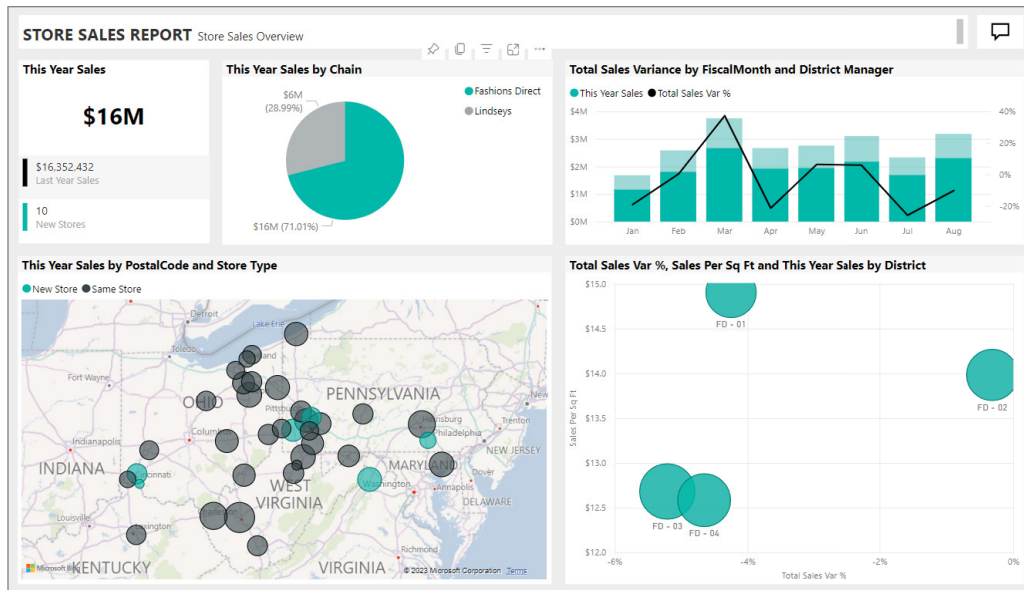 STORE SALES REPORT Store Sales Overview
This Year Sales
$16M
$16,352,432
Last Year Sales
10
New Stores
This Year Sales by Chain
Fashions Direct
Lindseys
$6M
(28.99%)
$16M (71.01%)
Total Sales Variance by FiscalMonth and District Manager
This Year Sales Total Sales Var %
$4M
$3M
$2M
$1M
$0M
40%
20%
0%
-20%
Jan Feb Mar Apr May Jun Jul Aug
This Year Sales by PostalCode and Store Type
New Store Same Store
Detroit
Lake Erie
Toledo
Fort Wayne
OHIO
PENNSYLVANIA
New
Pittsbu
Harrisburg
Trenton
Philadelphia
Colum
Indianapolis
NEW JERSEY
INDIANA
MARYLAND
Dover
Washington
Annapolis
WEST
VIRGINIA
DELAWARE
Louisville
Lexington
Richmond
KENTUCKY
VIRGINIA
Microsoft
© 2023 Microsoft Corporation Terms
Total Sales Var %, Sales Per Sq Ft and This Year Sales by District
Sales Per Sq Ft
$15.0
$14.5
$14.0
$13.5
$13.0
$12.5
$12.0
FD - 01
FD - 02
FD - 03
FD - 04
-6% -4% -2% 0%
Total Sales Var %